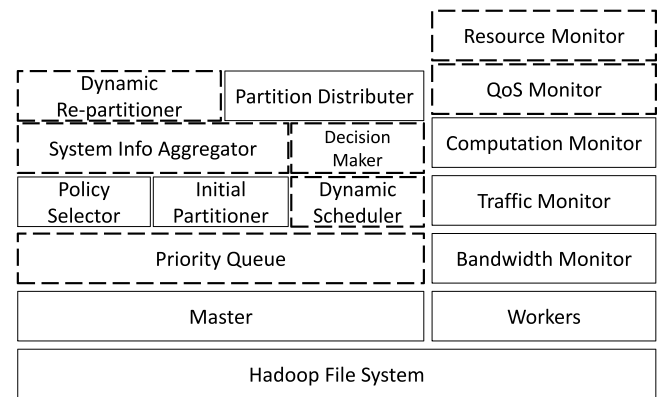 Resource Monitor
Dynamic
Re-partitioner
Partition Distributer
QoS Monitor
System Info Aggregator
Decision
Maker
Computation Monitor
Policy
Selector
Initial
Partitioner
Dynamic
Scheduler
Traffic Monitor
Priority Queue
Bandwidth Monitor
Master
Workers
Hadoop File System